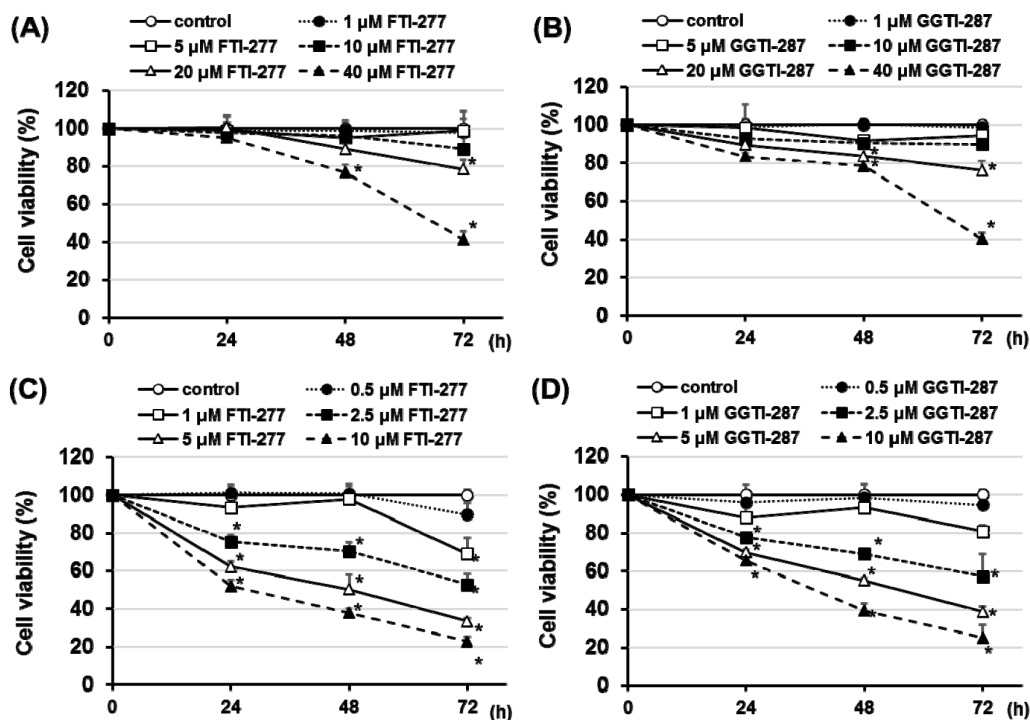 (A)
control 1 µM FTI-277
5 µM FTI-277 10 µM FTI-277
20 µM FTI-277 40 µM FTI-277
Cell viability (%)
120
100
80
60
40
20
0
0 24 48 72 (h)
* * *
(B)
control 1 µM GGTI-287
5 µM GGTI-287 10 µM GGTI-287
20 µM GGTI-287 40 µM GGTI-287
Cell viability (%)
120
100
80
60
40
20
0
0 24 48 72 (h)
* * * *
(C)
control 0.5 µM FTI-277
1 µM FTI-277 2.5 µM FTI-277
5 µM FTI-277 10 µM FTI-277
Cell viability (%)
120
100
80
60
40
20
0
0 24 48 72 (h)
* * * * * * * * * *
(D)
control 0.5 µM GGTI-287
1 µM GGTI-287 2.5 µM GGTI-287
5 µM GGTI-287 10 µM GGTI-287
Cell viability (%)
120
100
80
60
40
20
0
0 24 48 72 (h)
* * * * * * * * *